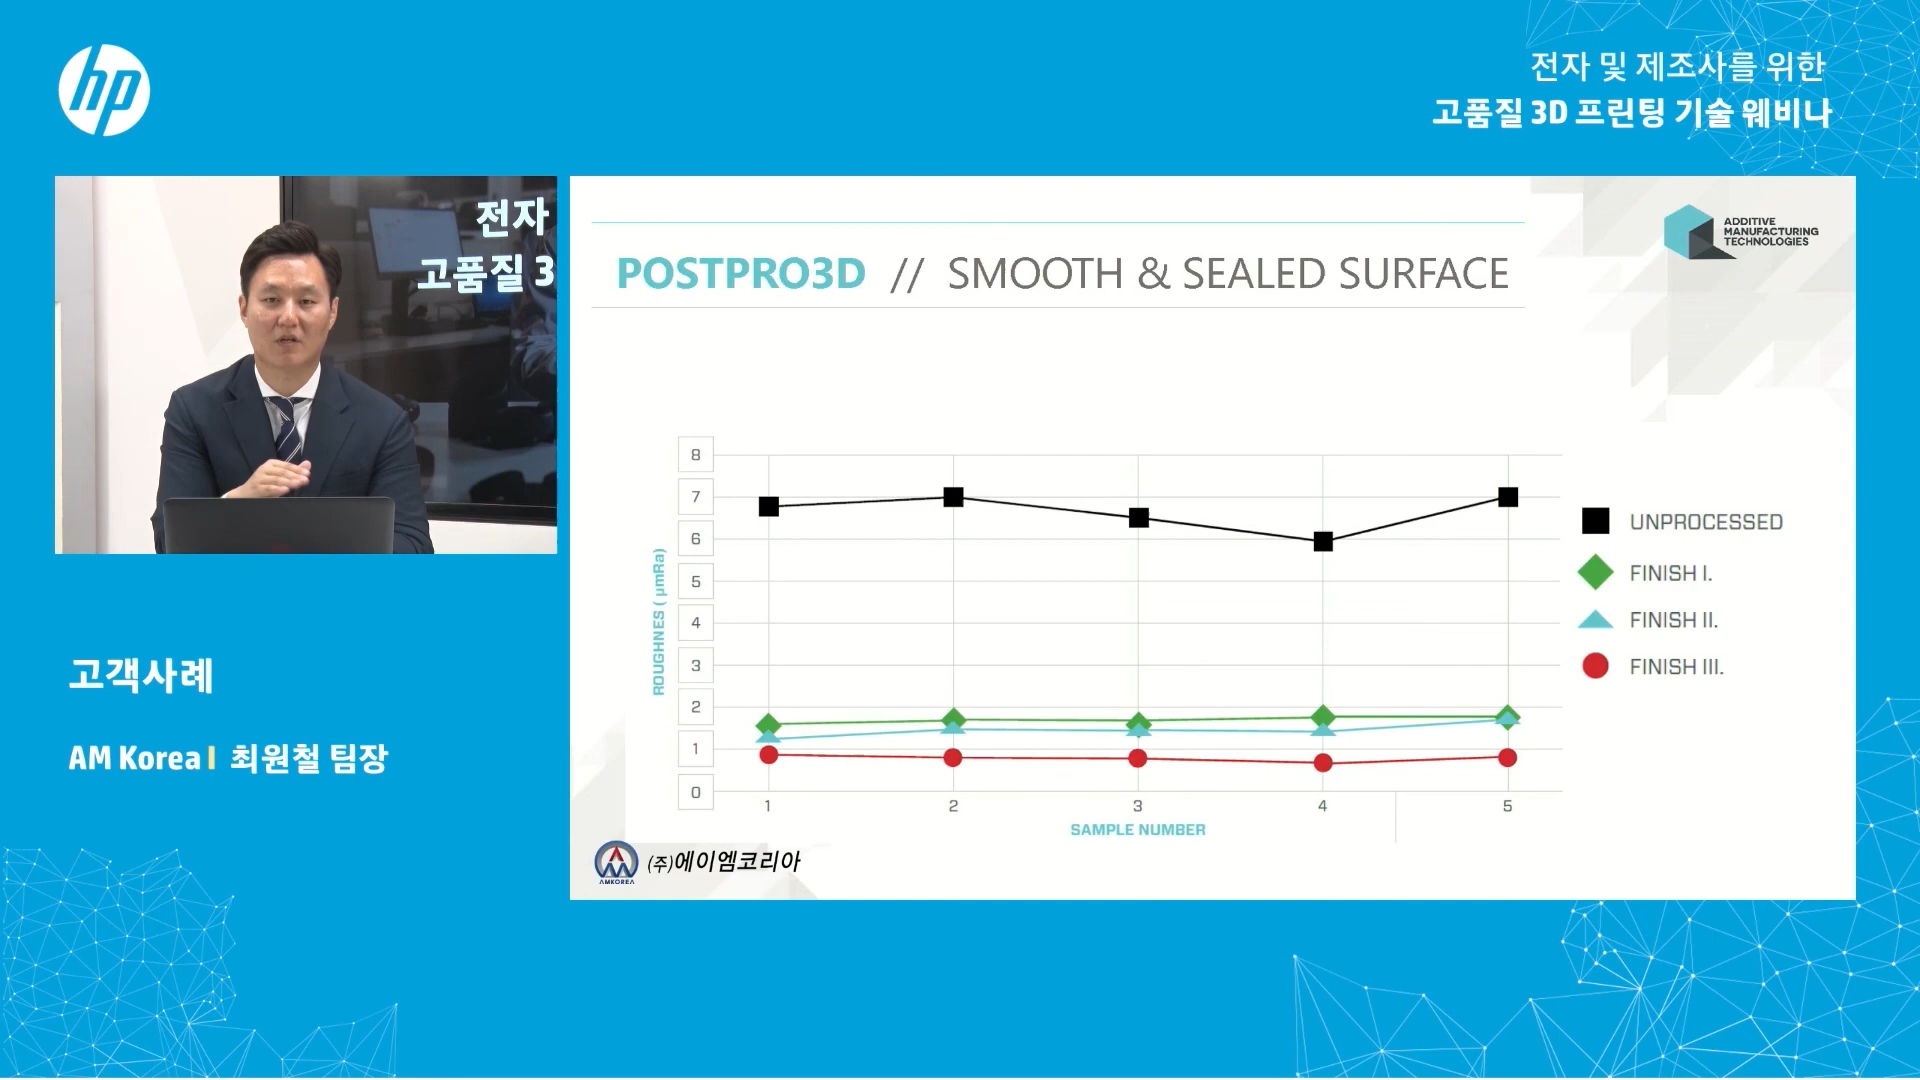 hp
전자 및 제조사를 위한
고품질 3D 프린팅 기술 웨비나
전자
고품질 3
고객사례
AM Korea I 최원철 팀장
POSTPRO3D // SMOOTH & SEALED SURFACE
ADDITIVE
MANUFACTURING
TECHNOLOGIES
8
7
6
5
4
3
2
1
0
ROUGHNES ( µmRa)
1 2 3 4 5
SAMPLE NUMBER
UNPROCESSED
FINISH I.
FINISH II.
FINISH III.
AMKOREA
(주)에이엠코리아